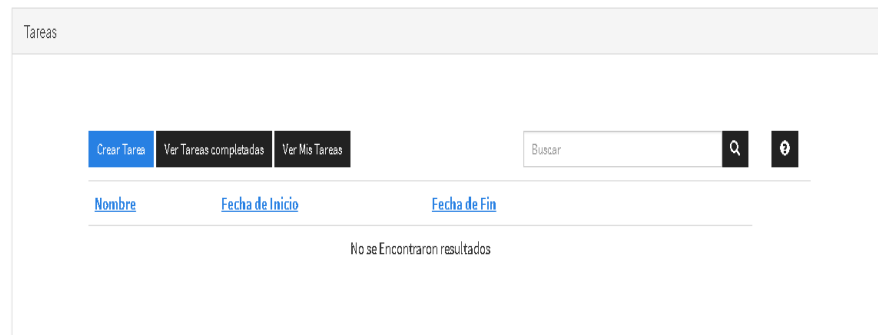 Tareas
Crear Tarea Ver Tareas completadas Ver Mis Tareas Buscar
Nombre Fecha de Inicio Fecha de Fin
No se Encontraron resultados